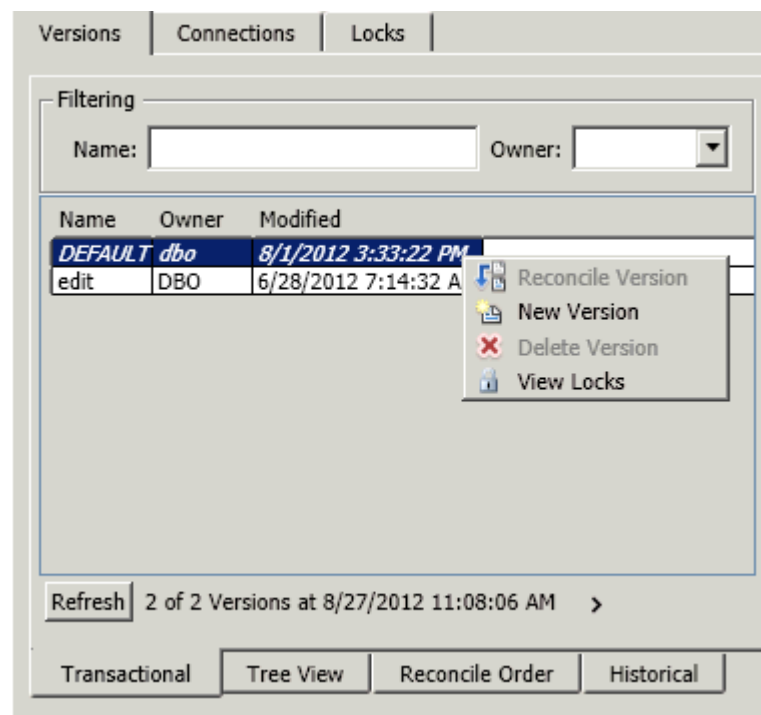 Versions Connections Locks
Filtering
Name: Owner:
Name Owner Modified
DEFAULT dbo 8/1/2012 3:33:22 PM
edit DBO 6/28/2012 7:14:32 A
Reconcile Version
New Version
Delete Version
View Locks
Refresh 2 of 2 Versions at 8/27/2012 11:08:06 AM >
Transactional Tree View Reconcile Order Historical